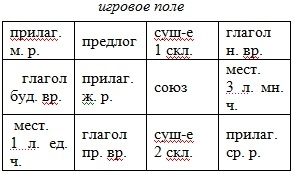 игровое поле
прилаг. м. р.
предлог
сущ-е 1 скл.
глагол н. вр.
глагол буд. вр.
прилаг. ж. р.
союз
мест. 3 л. мн. ч.
мест. 1 л. ед. ч.
глагол пр. вр.
сущ-е 2 скл.
прилаг. ср. р.